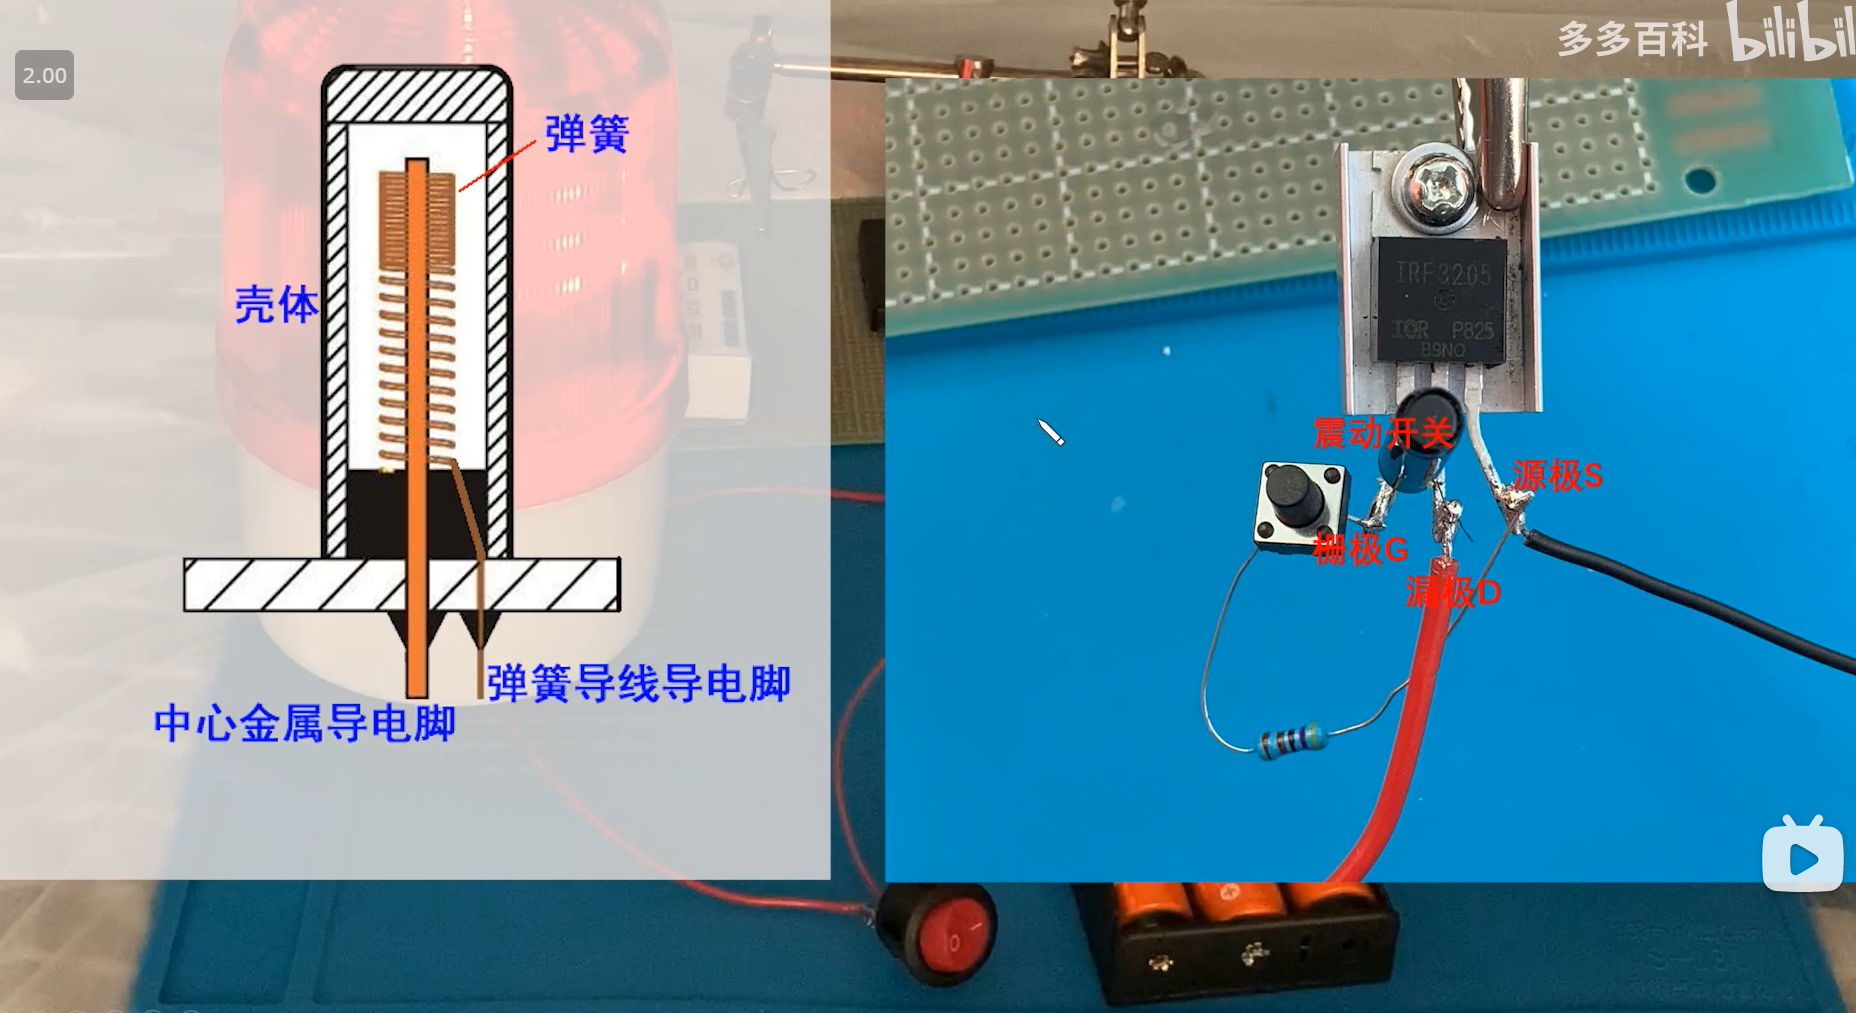 2.00
多多百科 bilibil
弹簧
壳体
弹簧导线导电脚
中心金属导电脚
IRF3205
IOR P825
B9NO
震动开关
源极S
栅极G
漏极D